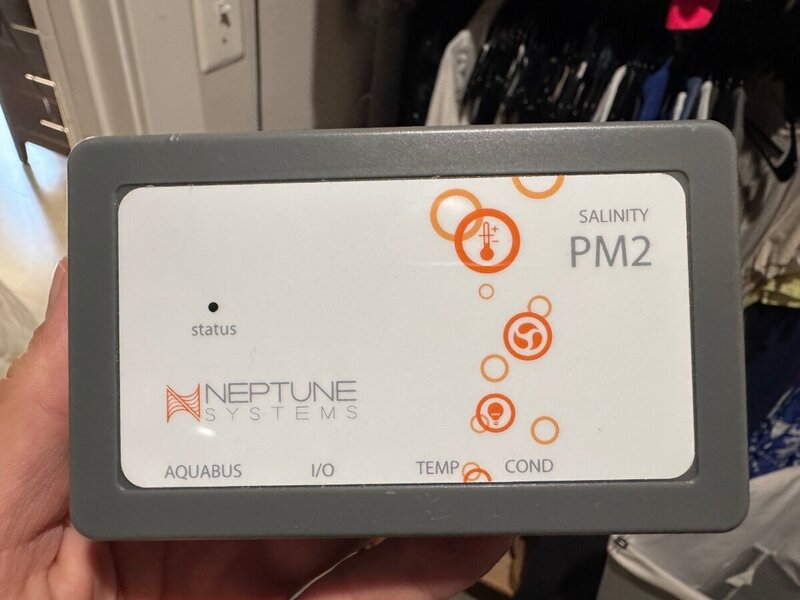 SALINITY
PM2
status
NEPTUNE
SYSTEMS
AQUABUS I/O TEMP COND